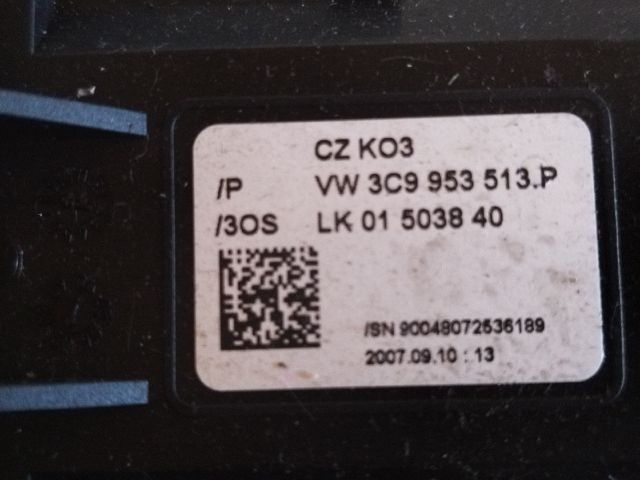 CZ KO3
/P VW 3C9 953 513.P
/3OS LK 01 5038 40
/SN 90048072536189
2007.09.10 : 13